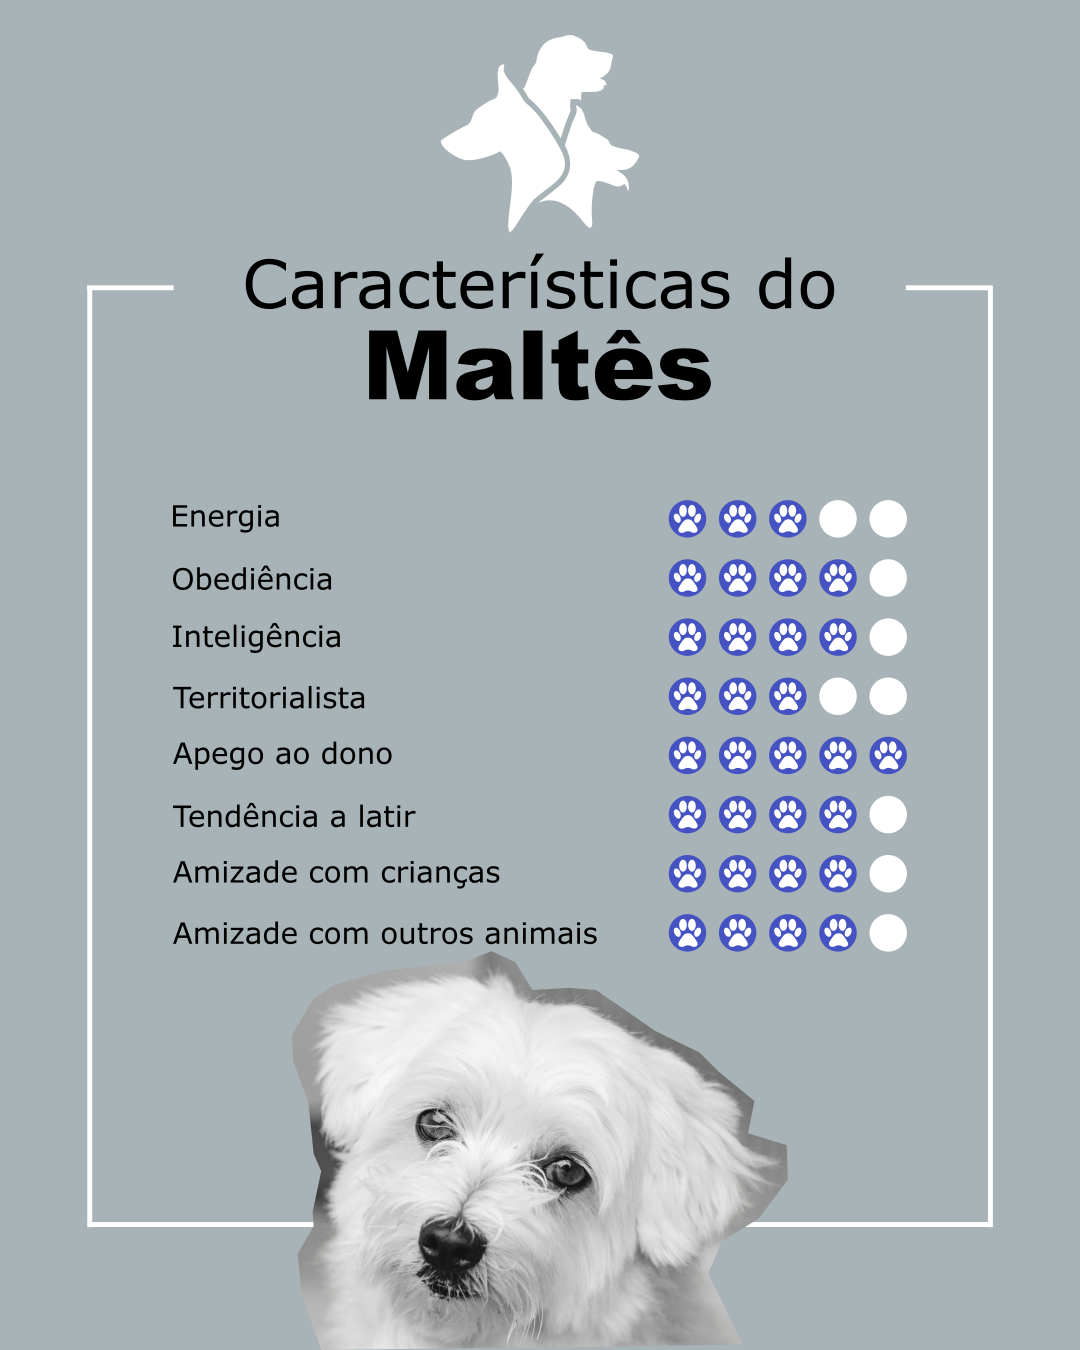 Características do
Maltês
Energia
Obediência
Inteligência
Territorialista
Apego ao dono
Tendência a latir
Amizade com crianças
Amizade com outros animais